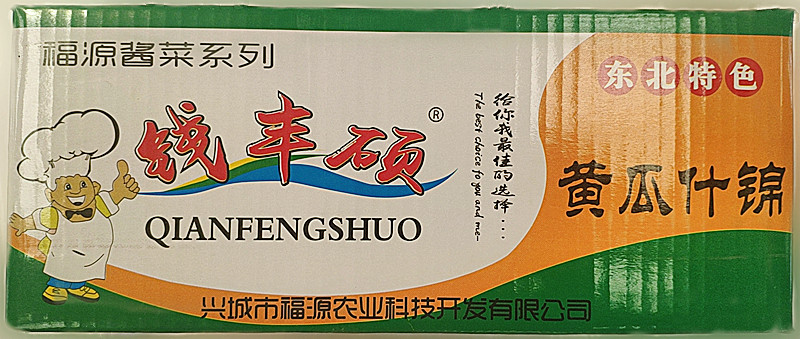 福源酱菜系列
东北特色
钱丰硕®
QIANFENGSHUO
给你我最佳的选择····
The best choice to you and me-
黄瓜什锦
兴城市福源农业科技开发有限公司